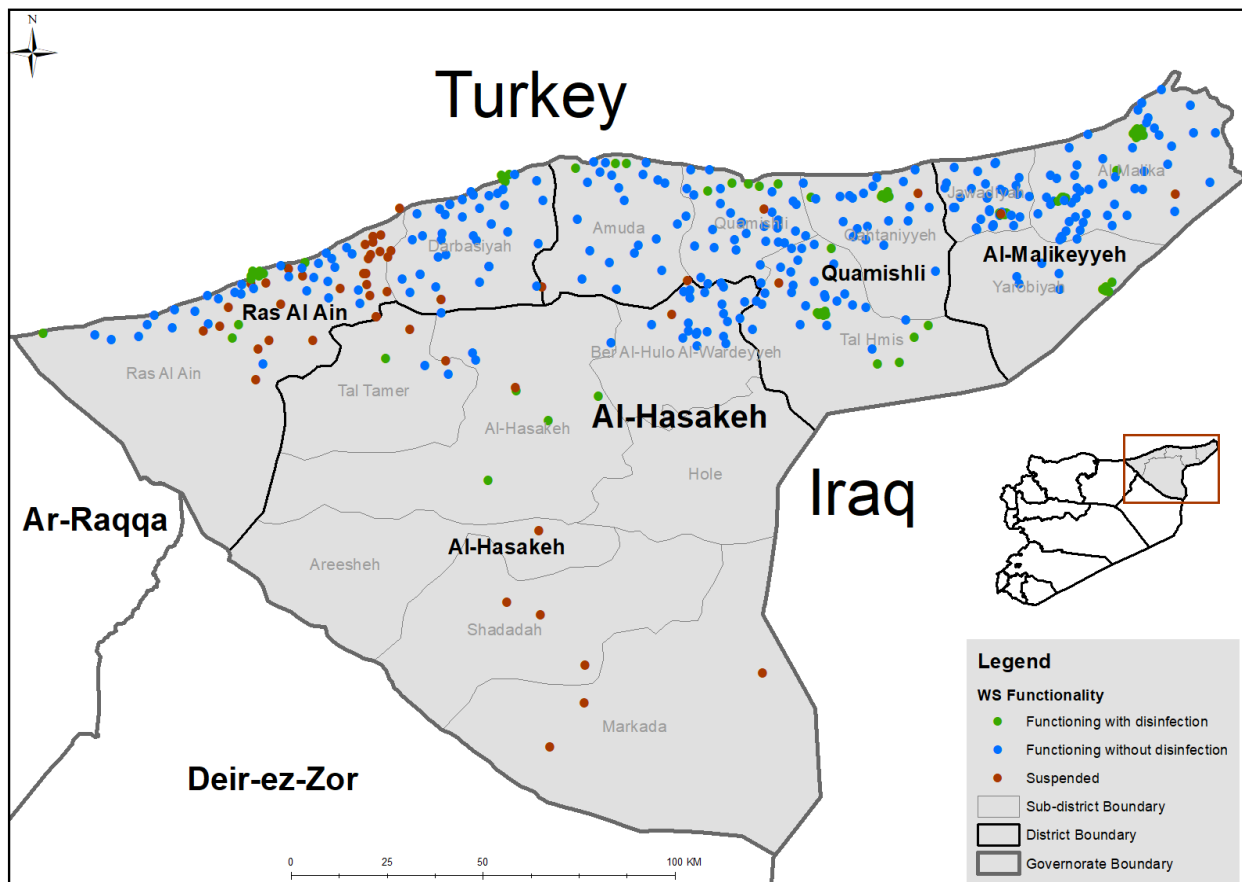 N
Turkey
Al-Malika
Jawadiyah
Darbasiyah
Amuda
Quamishli
Qahtaniyyeh
Al-Malikeyyeh
Quamishli
Yarobiyah
Ras Al Ain
Tal Hmis
Ber Al-Hulo Al-Wardeyyeh
Ras Al Ain
Tal Tamer
Al-Hasakeh
Al-Hasakeh
Hole
Iraq
Ar-Raqqa
Al-Hasakeh
Areesheh
Shadadah
Markada
Deir-ez-Zor
Legend
WS Functionality
Functioning with disinfection
Functioning without disinfection
Suspended
Sub-district Boundary
District Boundary
Governorate Boundary
0 25 50 100 KM